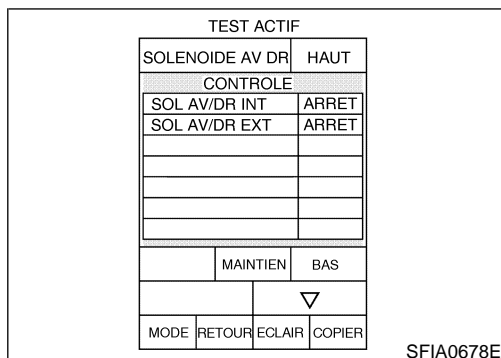 TEST ACTIF
SOLENOIDE AV DR HAUT
CONTROLE
SOL AV/DR INT ARRET
SOL AV/DR EXT ARRET
MAINTIEN BAS
MODE RETOUR ECLAIR COPIER
SFIA0678E